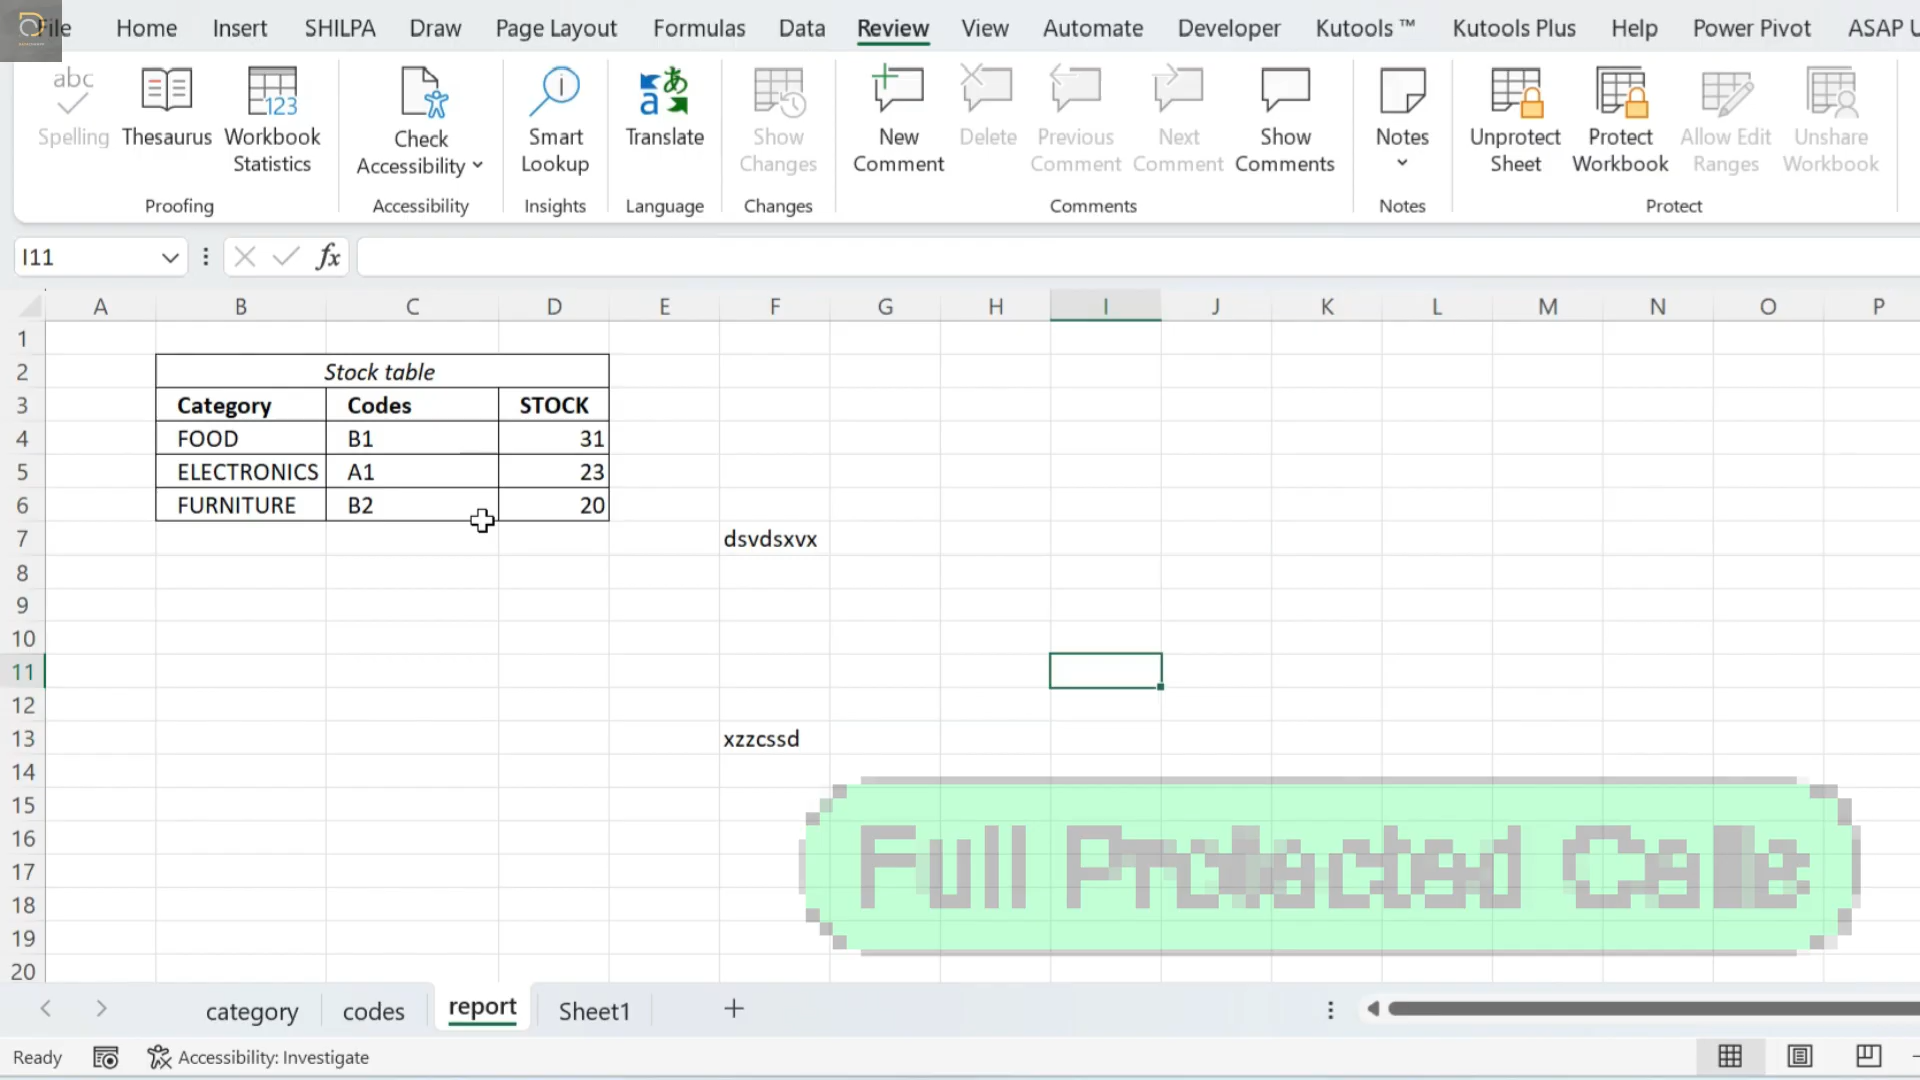 File Home Insert SHILPA Draw Page Layout Formulas Data Review View Automate Developer Kutools ™ Kutools Plus Help Power Pivot ASAP U
abc
Spelling Thesaurus Workbook Statistics Check Accessibility Smart Lookup Translate Show Changes New Comment Delete Previous Comment Next Comment Show Comments Notes Unprotect Sheet Protect Workbook Allow Edit Ranges Unshare Workbook
Proofing Accessibility Insights Language Changes Comments Notes Protect
I11 fx
A B C D E F G H I J K L M N O P
1
2 Stock table
3 Category Codes STOCK
4 FOOD B1 31
5 ELECTRONICS A1 23
6 FURNITURE B2 20
7 dsvdsxvx
8
9
10
11
12
13 xzzcssd
14
15
16
17
18
19
20
Full Protected
category codes report Sheet1 +
Ready Accessibility: Investigate